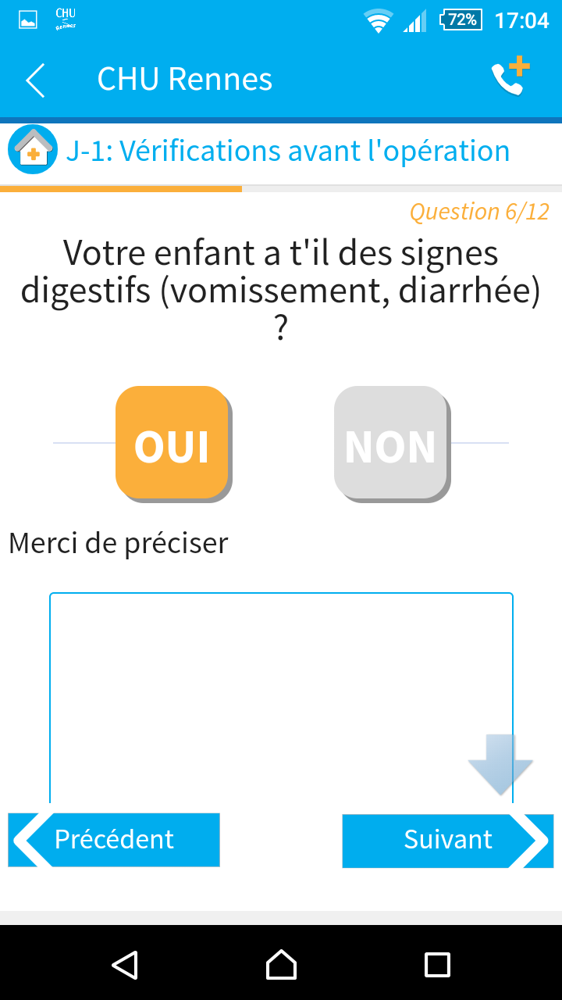 CHU
Rennes
72%
17:04
CHU Rennes
J-1: Vérifications avant l'opération
Question 6/12
Votre enfant a t'il des signes
digestifs (vomissement, diarrhée)
?
OUI
NON
Merci de préciser
Précédent
Suivant